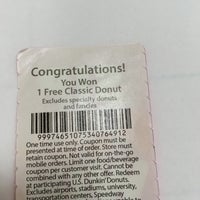 Congratulations!
You Won
1 Free Classic Donut
Excludes specialty donuts
and fancies
99974651075340764912
One time use only. Coupon must be
presented at time of order. Store must
retain coupon. Not valid for on-the-go
mobile orders. Limit one food/beverage
coupon per customer visit. Cannot be
combined with any other offer. Redeem
at participating U.S. Dunkin' Donuts.
Excludes airports, stadiums, university,
transportation centers, Speedway